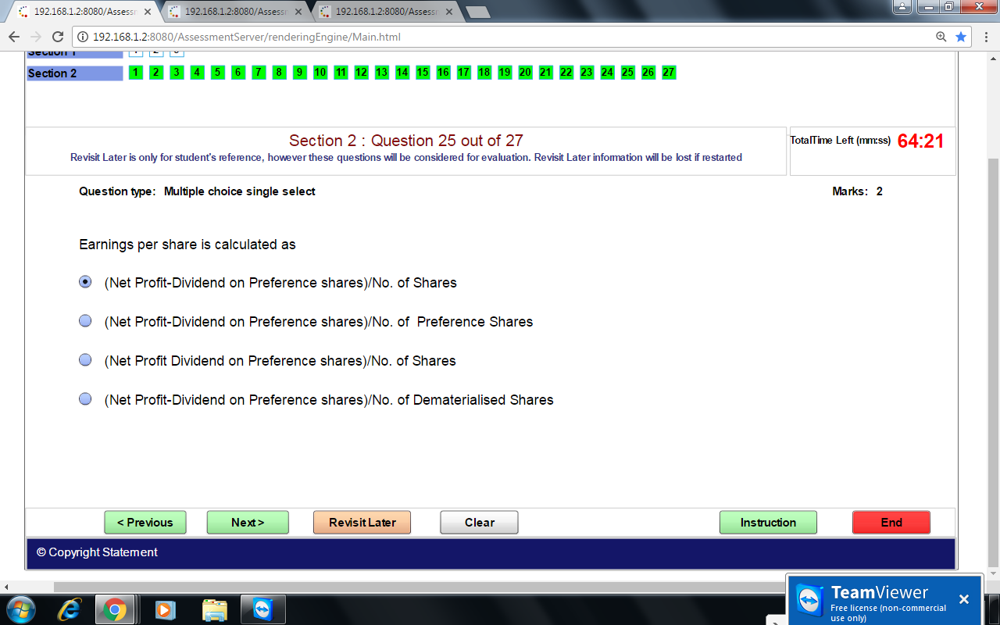 192.168.1.2:8080/Assessm
192.168.1.2:8080/Assessm
192.168.1.2:8080/Assessm
192.168.1.2:8080/AssessmentServer/renderingEngine/Main.html
Section 1
Section 2 1 2 3 4 5 6 7 8 9 10 11 12 13 14 15 16 17 18 19 20 21 22 23 24 25 26 27
Section 2 : Question 25 out of 27
Revisit Later is only for student's reference, however these questions will be considered for evaluation. Revisit Later information will be lost if restarted
TotalTime Left (mm:ss) 64:21
Question type: Multiple choice single select
Marks: 2
Earnings per share is calculated as
(Net Profit-Dividend on Preference shares)/No. of Shares
(Net Profit-Dividend on Preference shares)/No. of Preference Shares
(Net Profit Dividend on Preference shares)/No. of Shares
(Net Profit-Dividend on Preference shares)/No. of Dematerialised Shares
< Previous
Next >
Revisit Later
Clear
Instruction
End
© Copyright Statement
TeamViewer
Free license (non-commercial
use only)